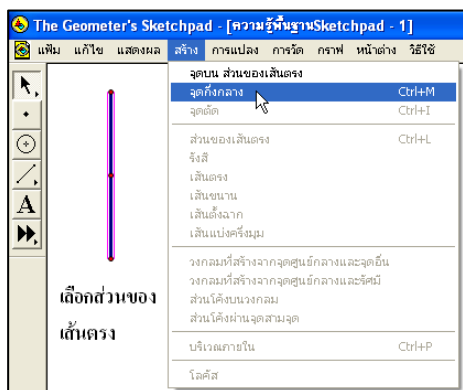 The Geometer's Sketchpad - [ความรู้พื้นฐานSketchpad - 1]
แฟ้ม แก้ไข แสดงผล สร้าง การแปลง การวัด กราฟ หน้าต่าง วิธีใช้
จุดบน ส่วนของเส้นตรง
จุดกึ่งกลาง Ctrl+M
จุดตัด Ctrl+I
ส่วนของเส้นตรง Ctrl+L
รังสี
เส้นตรง
เส้นขนาน
เส้นตั้งฉาก
เส้นแบ่งครึ่งมุม
วงกลมที่สร้างจากจุดศูนย์กลางและจุดอื่น
วงกลมที่สร้างจากจุดศูนย์กลางและรัศมี
ส่วนโค้งบนวงกลม
ส่วนโค้งผ่านจุดสามจุด
บริเวณภายใน Ctrl+P
โลคัส
A
เลือกส่วนของ
เส้นตรง